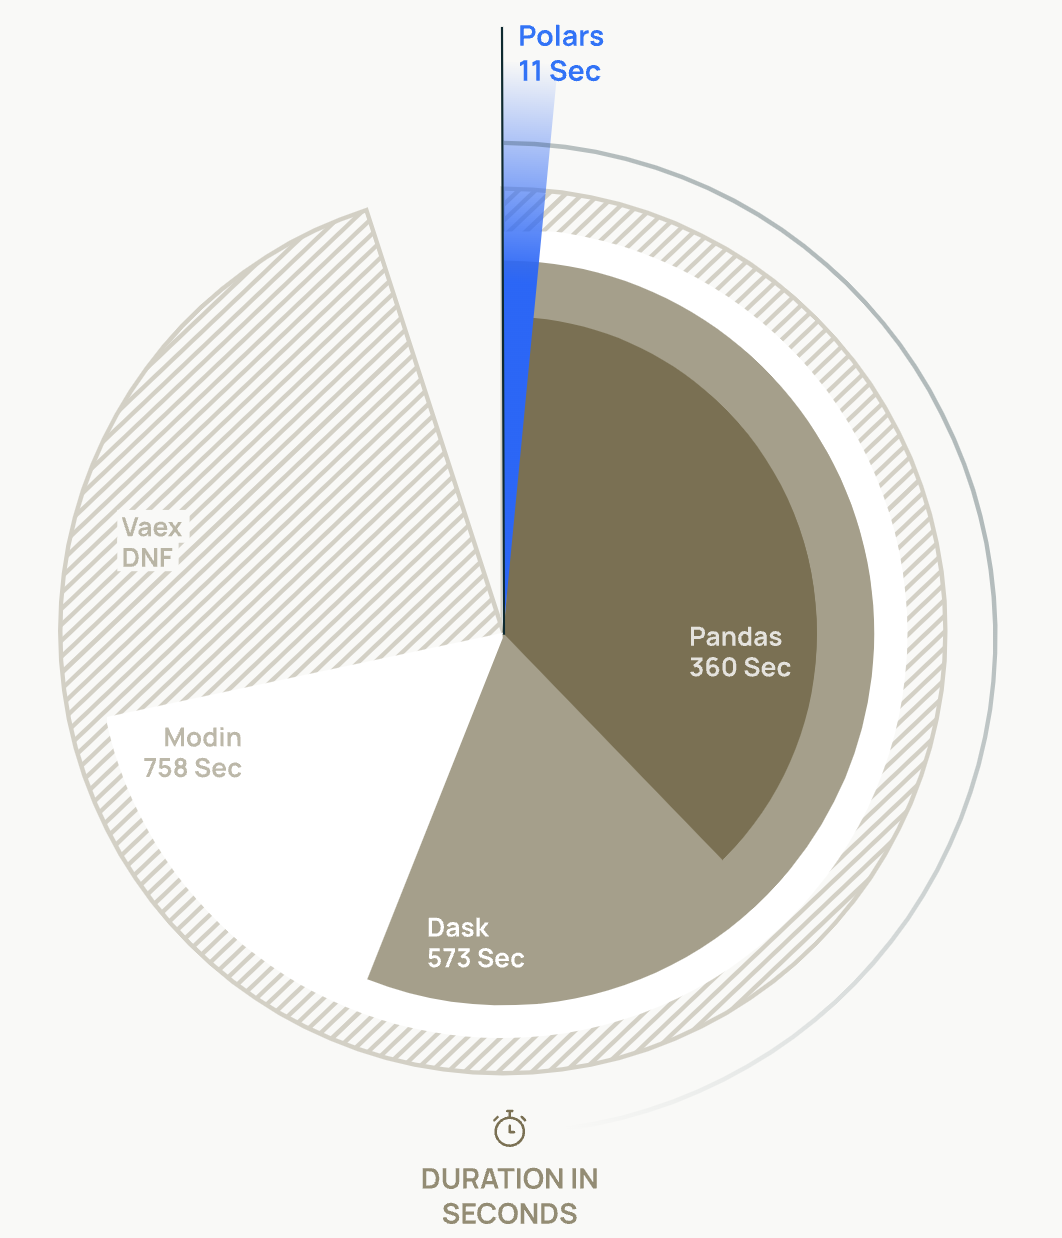 Polars
11 Sec
Vaex
DNF
Pandas
360 Sec
Modin
758 Sec
Dask
573 Sec
DURATION IN
SECONDS